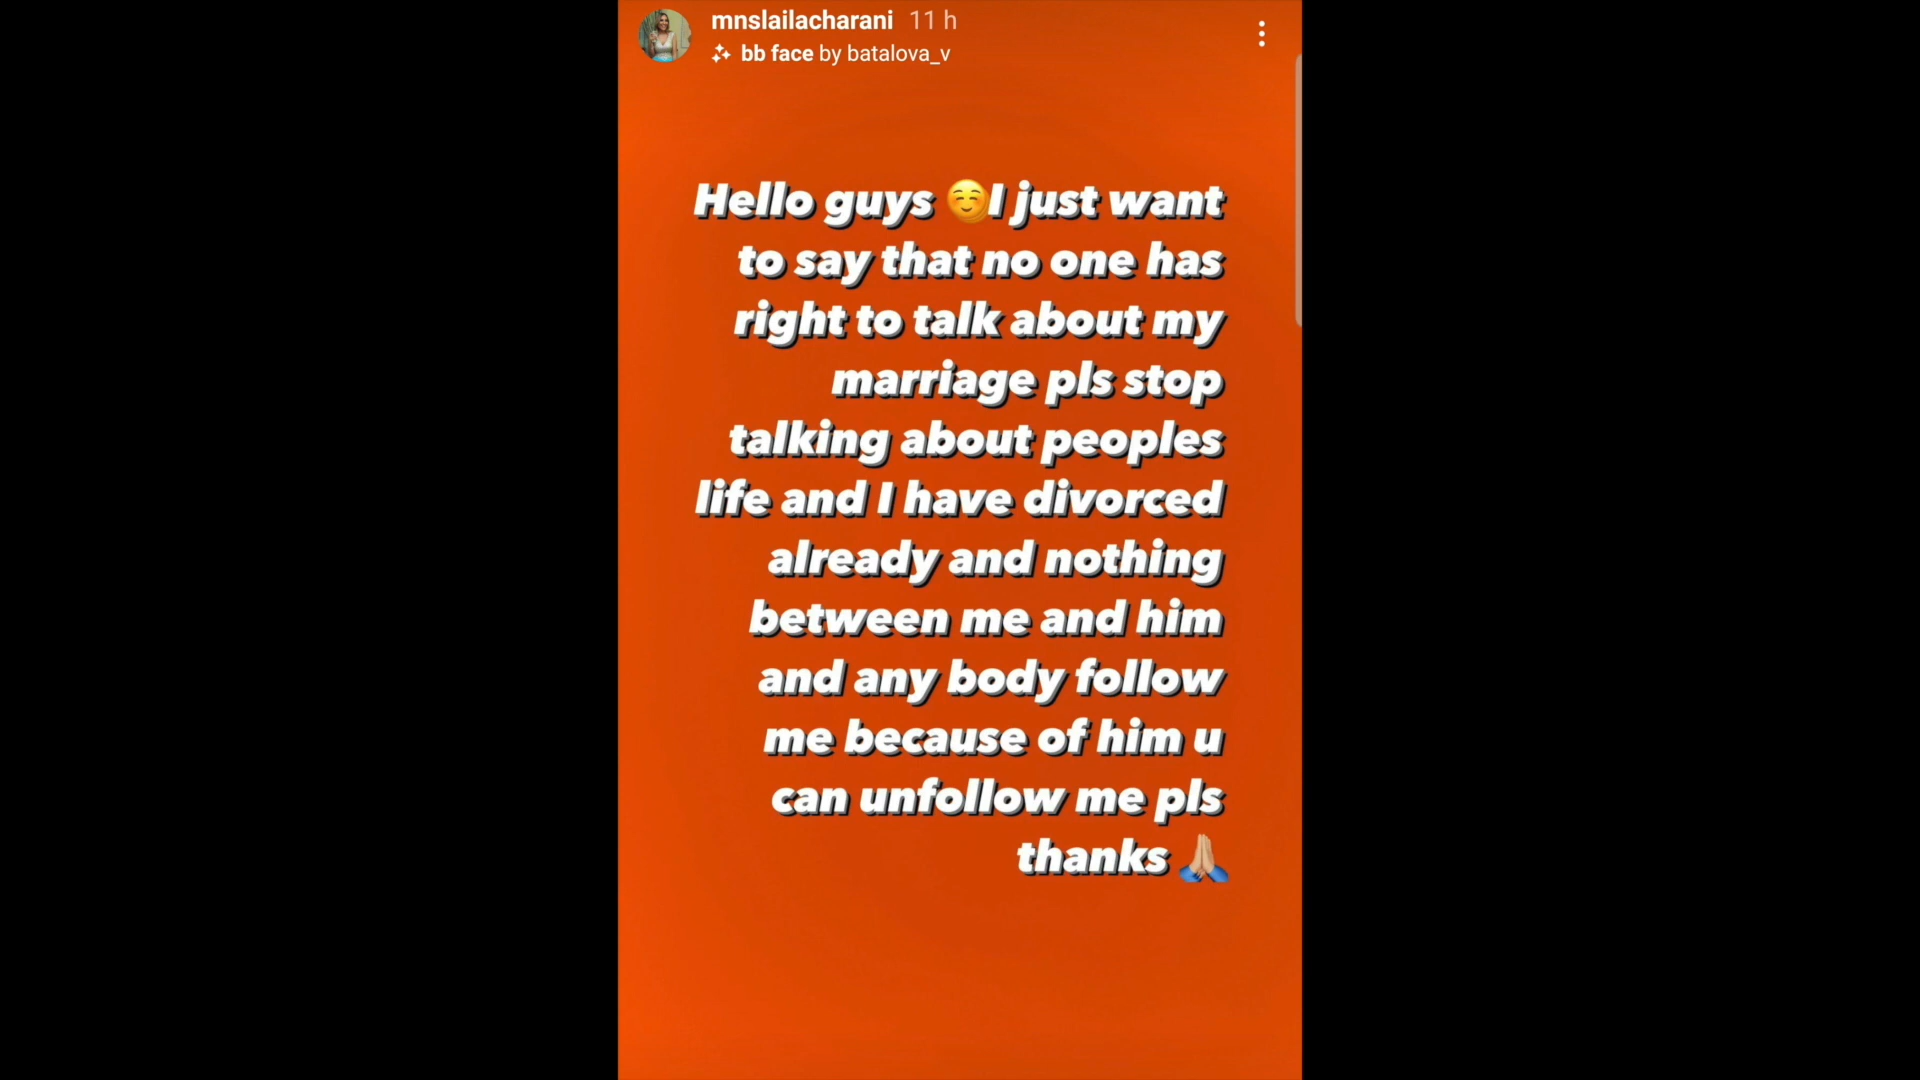 mnslailacharani 11 h
bb face by batalova_v
Hello guys ☺️I just want
to say that no one has
right to talk about my
marriage pls stop
talking about peoples
life and I have divorced
already and nothing
between me and him
and any body follow
me because of him u
can unfollow me pls
thanks 🙏🏼